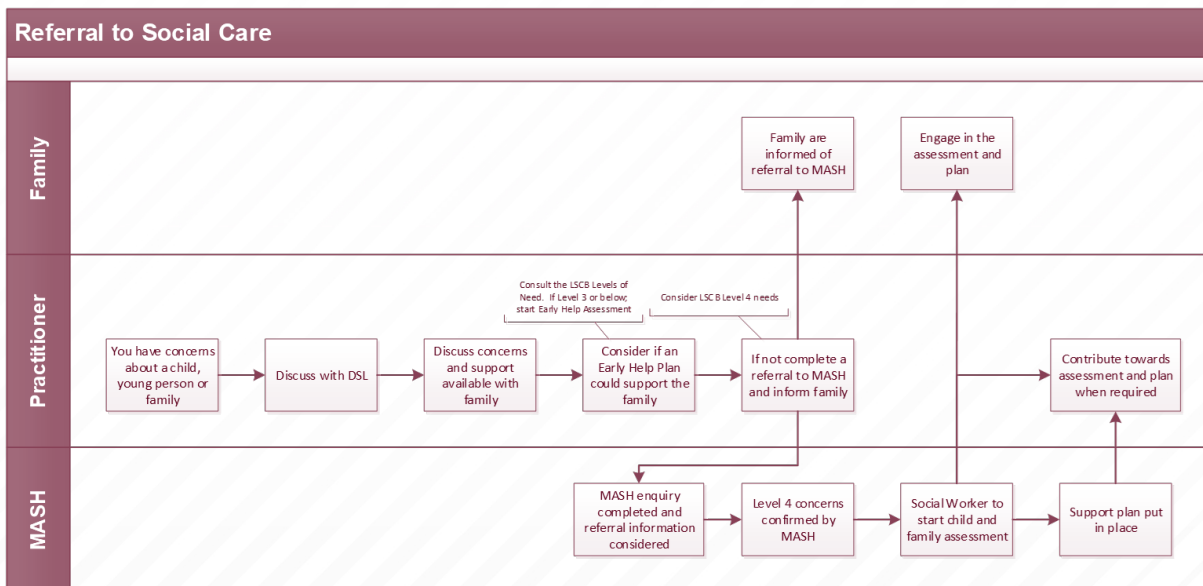 Referral to Social Care
Family
Family are
informed of
referral to MASH
Engage in the
assessment and
plan
Practitioner
Consult the LSCB Levels of
Need. If Level 3 or below;
start Early Help Assessment
Consider LSCB Level 4 needs
You have concerns
about a child,
young person or
family
Discuss with DSL
Discuss concerns
and support
available with
family
Consider if an
Early Help Plan
could support the
family
If not complete a
referral to MASH
and inform family
Contribute towards
assessment and plan
when required
MASH
MASH enquiry
completed and
referral information
considered
Level 4 concerns
confirmed by
MASH
Social Worker to
start child and
family assessment
Support plan put
in place